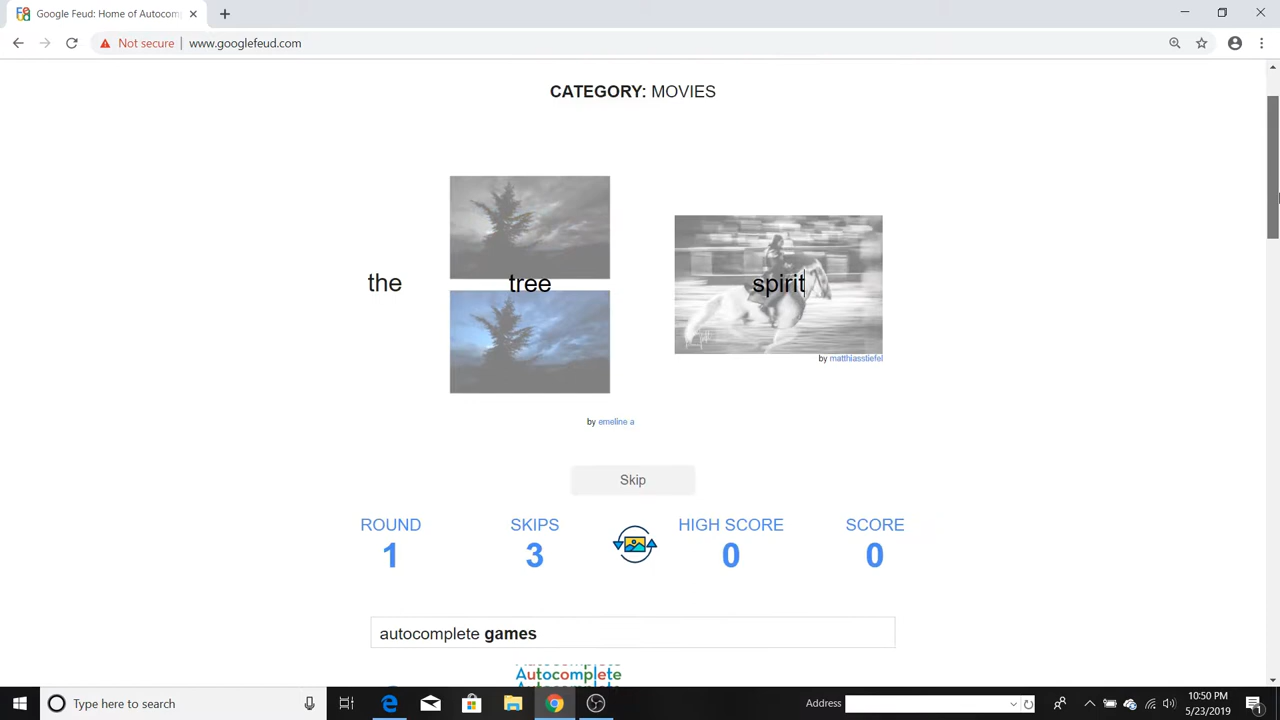 Google Feud: Home of Autocom
Not secure
www.googlefeud.com
CATEGORY: MOVIES
the
tree
spirit
by matthiasstiefel
by emeline a
Skip
ROUND
SKIPS
HIGH SCORE
SCORE
1
3
0
0
autocomplete games
Autocomplete
Type here to search
Address
10:50 PM
5/23/2019
1